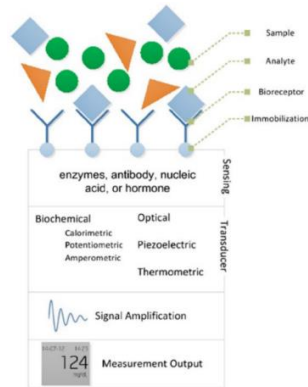 Sample
Analyte
Bioreceptor
Immobilization
Sensing
enzymes, antibody, nucleic
acid, or hormone
Transducer
Biochemical
Calorimetric
Potentiometric
Amperometric
Optical
Piezoelectric
Thermometric
Signal Amplification
124
Measurement Output